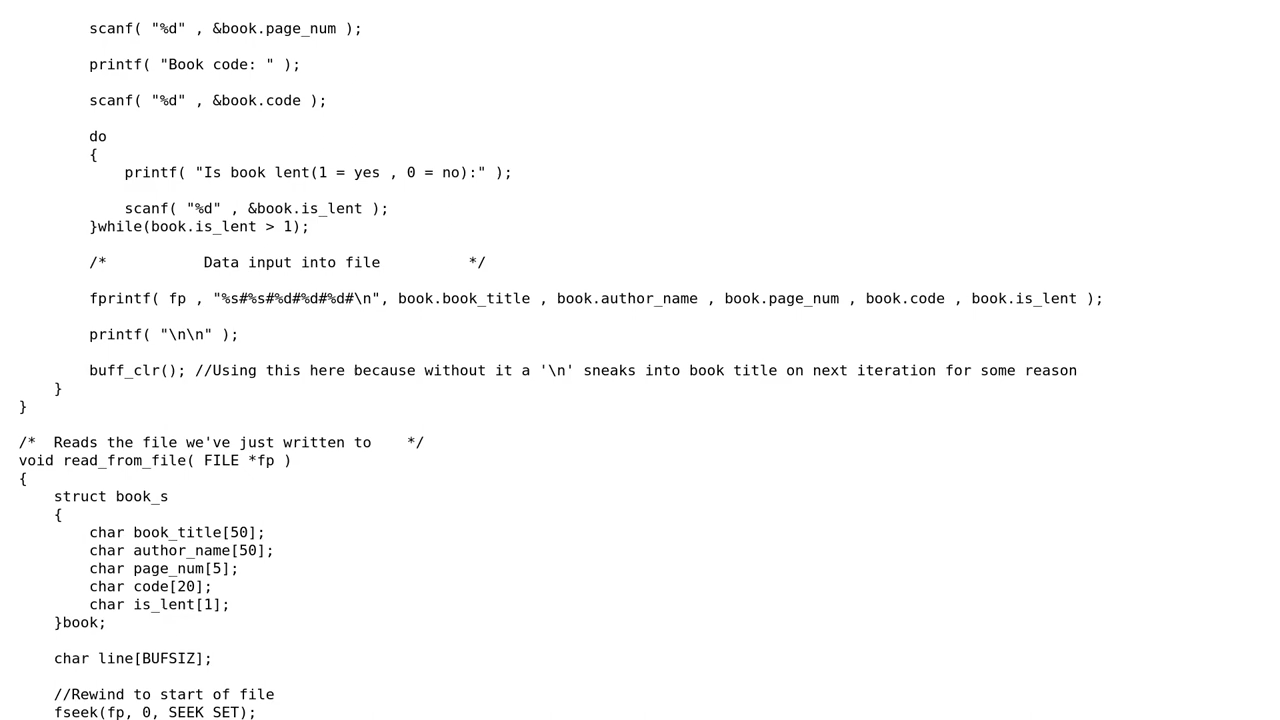 scanf( "%d" , &book.page_num );
printf( "Book code: " );
scanf( "%d" , &book.code );
do
{
printf( "Is book lent(1 = yes , 0 = no):" );
scanf( "%d" , &book.is_lent );
}while(book.is_lent > 1);
/*           Data input into file          */
fprintf( fp , "%s#%s#%d#%d#%d#\n", book.book_title , book.author_name , book.page_num , book.code , book.is_lent );
printf( "\n\n" );
buff_clr(); //Using this here because without it a '\n' sneaks into book title on next iteration for some reason
}
}
/*  Reads the file we've just written to    */
void read_from_file( FILE *fp )
{
struct book_s
{
char book_title[50];
char author_name[50];
char page_num[5];
char code[20];
char is_lent[1];
}book;
char line[BUFSIZ];
//Rewind to start of file
fseek(fp, 0, SEEK_SET);